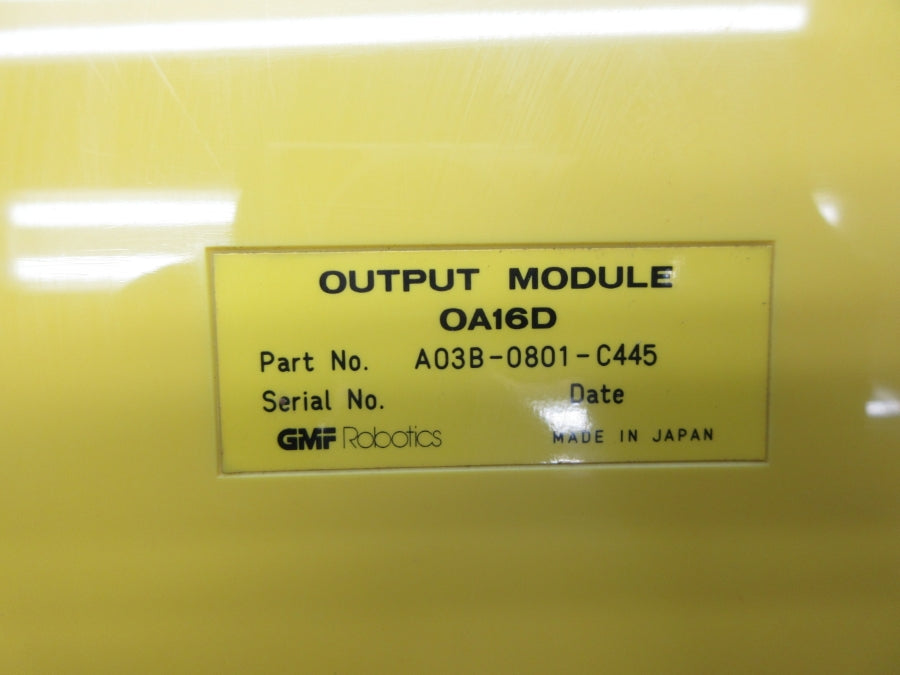 OUTPUT MODULE
OA16D
Part No. A03B-0801-C445
Serial No. Date
GMF Robotics MADE IN JAPAN